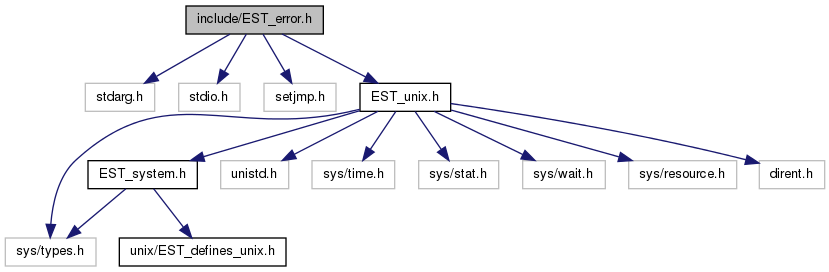 include/EST_error.h
stdarg.h
stdio.h
setjmp.h
EST_unix.h
EST_system.h
unistd.h
sys/time.h
sys/stat.h
sys/wait.h
sys/resource.h
dirent.h
sys/types.h
unix/EST_defines_unix.h